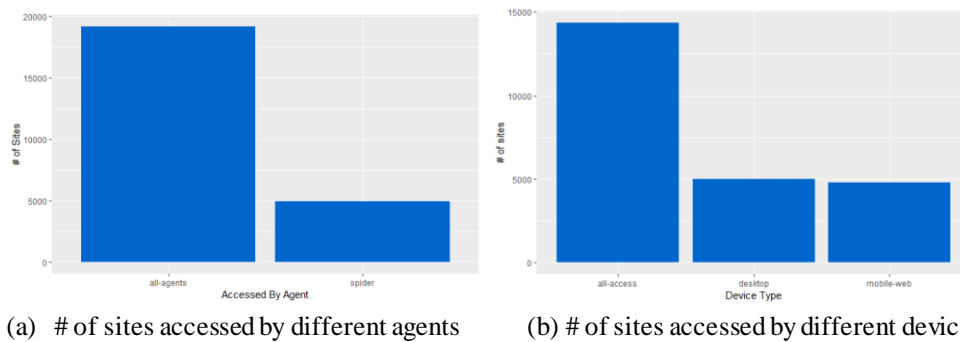 20000
15000
10000
5000
0
# of Sites
all-agents spider
Accessed By Agent
15000
10000
5000
0
# of sites
all-access desktop mobile-web
Device Type
(a) # of sites accessed by different agents
(b) # of sites accessed by different devic